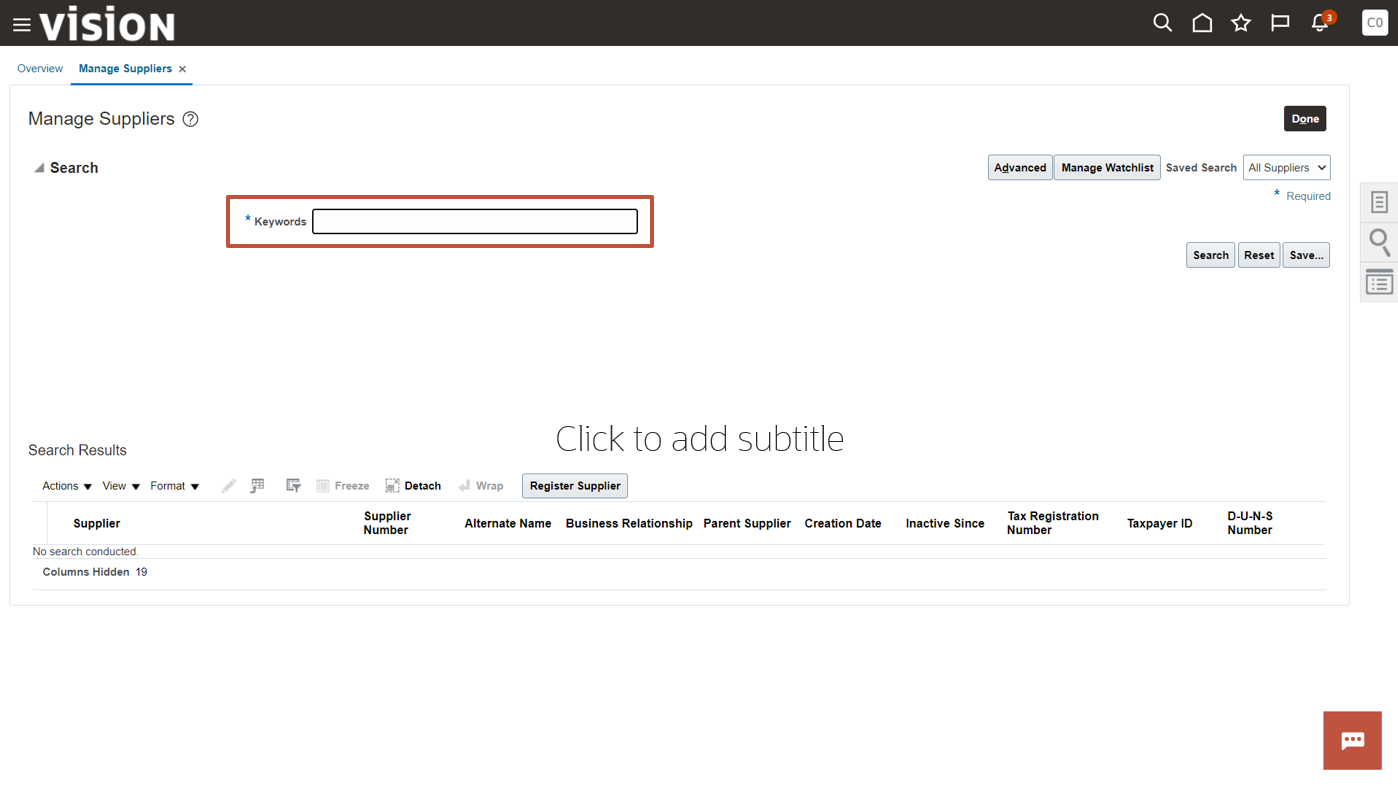 vision
3
CO
Overview Manage Suppliers
Manage Suppliers ?
Done
Search
Advanced Manage Watchlist Saved Search All Suppliers
* Required
* Keywords
Search Reset Save...
Click to add subtitle
Search Results
Actions View Format Freeze Detach Wrap Register Supplier
Supplier Supplier Number Alternate Name Business Relationship Parent Supplier Creation Date Inactive Since Tax Registration Number Taxpayer ID D-U-N-S Number
No search conducted.
Columns Hidden 19